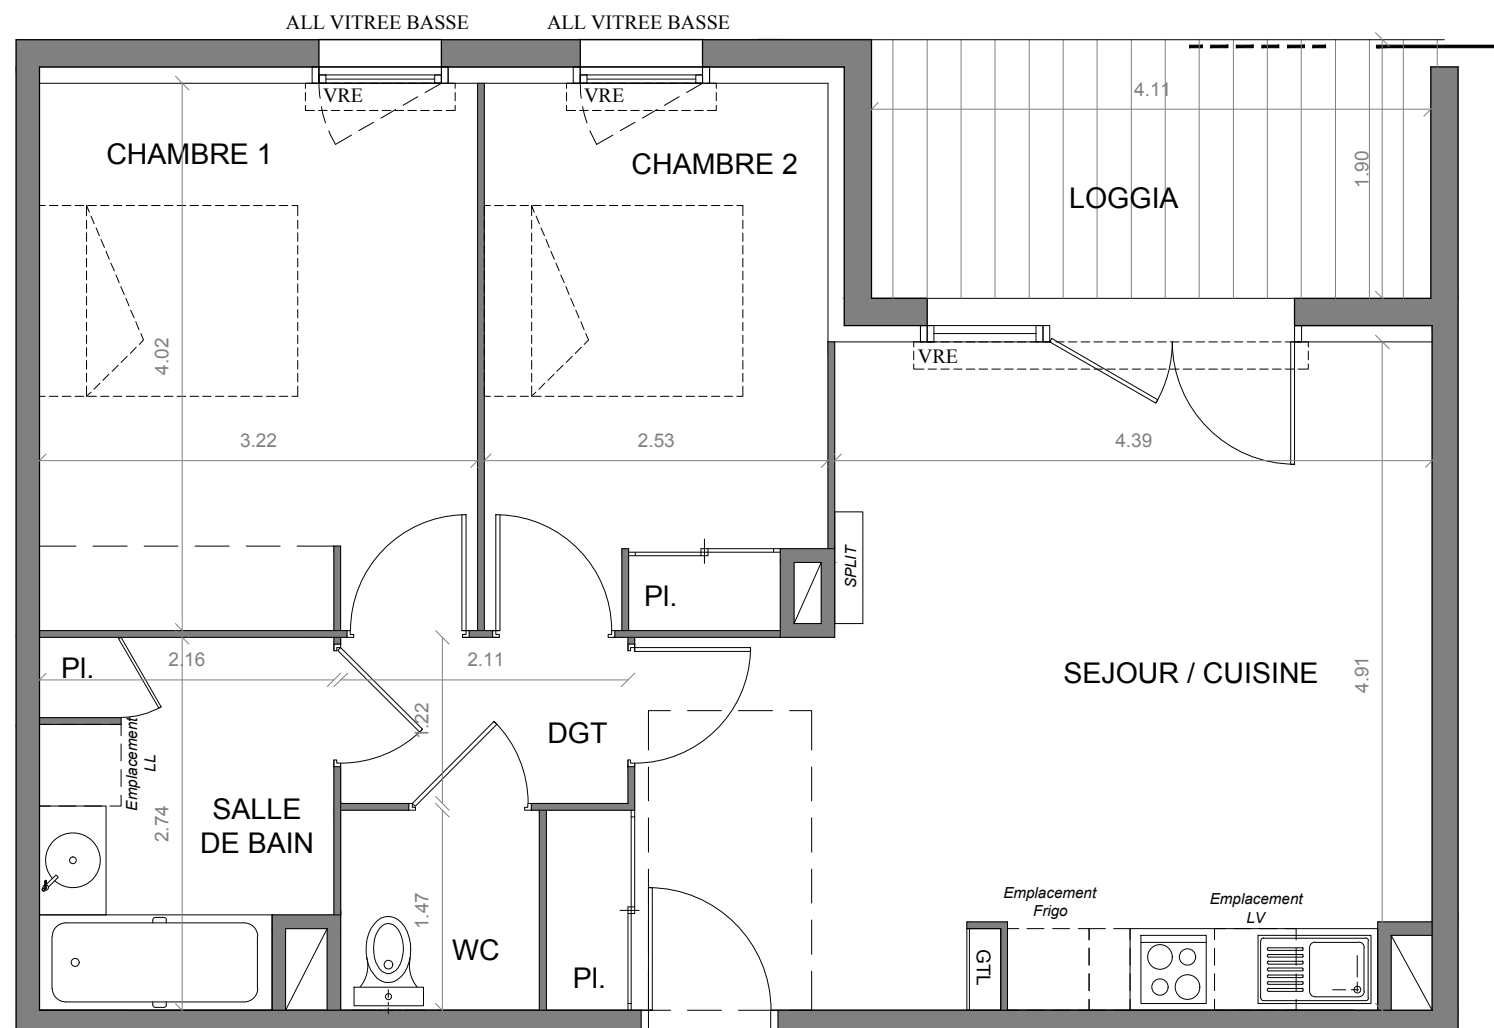 ALL VITREE BASSE
ALL VITREE BASSE
VRE
VRE
4.11
CHAMBRE 1
CHAMBRE 2
1.90
LOGGIA
4.02
VRE
3.22
2.53
4.39
SPLIT
Pl.
Pl.
2.16
2.11
SEJOUR / CUISINE
4.91
1.22
DGT
Emplacement
LL
SALLE
DE BAIN
2.74
Emplacement
Frigo
Emplacement
LV
1.47
WC
Pl.
GTL